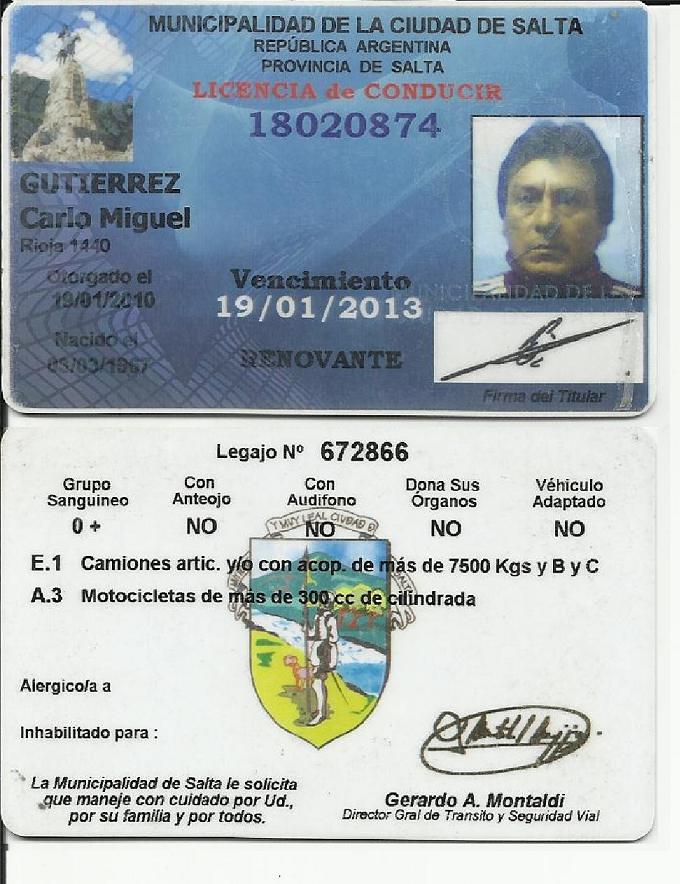 MUNICIPALIDAD DE LA CIUDAD DE SALTA
REPÚBLICA ARGENTINA
PROVINCIA DE SALTA
LICENCIA de CONDUCIR
18020874
GUTIERREZ
Carlo Miguel
Rioja 1440
Otorgado el
19/01/2010
Vencimiento
19/01/2013
Nacido el
03/03/1967
RENOVANTE
MUNICIPALIDAD DE LA
Firma del Titular
Legajo Nº 672866
Grupo Sanguineo
0 +
Con Anteojo
NO
Con Audifono
NO
Dona Sus Órganos
NO
Véhiculo Adaptado
NO
Y MUY LEAL CIUDAD D
E.1 Camiones artic. y/o con acop. de más de 7500 Kgs y B y C
A.3 Motocicletas de más de 300 cc de cilindrada
SALTA
Alergico/a a
Inhabilitado para :
La Municipalidad de Salta le solicita
que maneje con cuidado por Ud.,
por su familia y por todos.
Gerardo A. Montaldi
Director Gral de Transito y Seguridad Vial